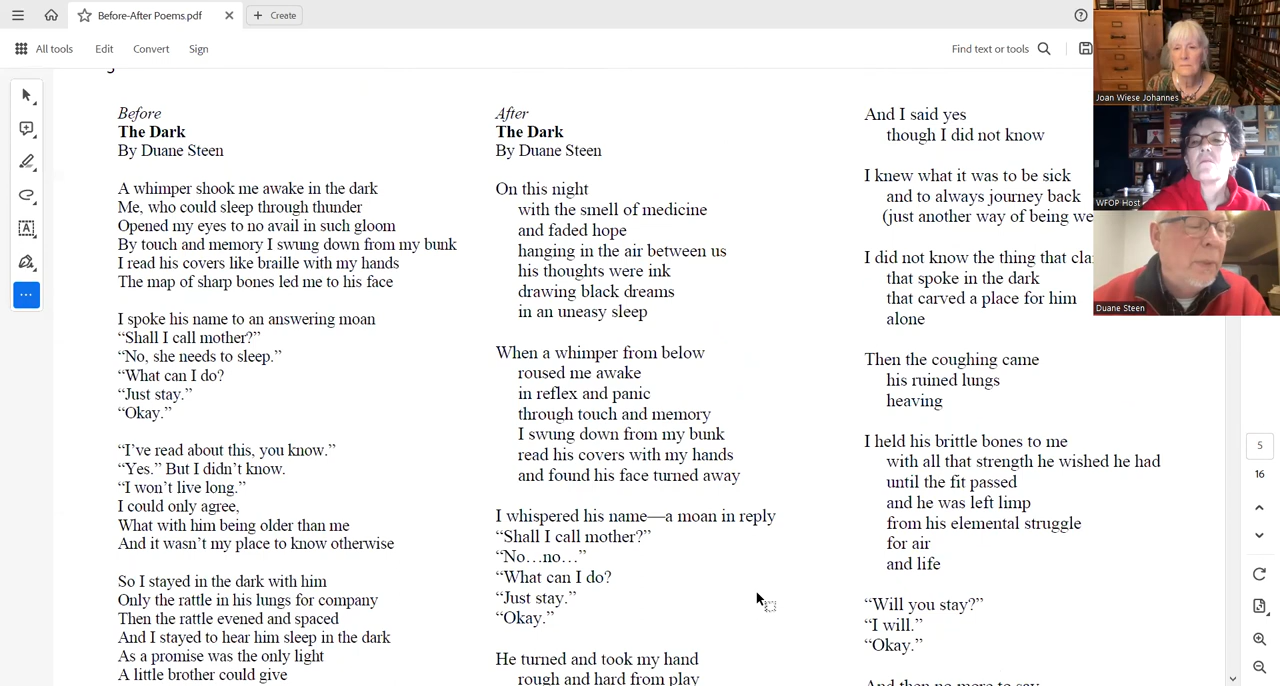 Before-After Poems.pdf
Create
All tools
Edit
Convert
Sign
Find text or tools
Before
The Dark
By Duane Steen
A whimper shook me awake in the dark
Me, who could sleep through thunder
Opened my eyes to no avail in such gloom
By touch and memory I swung down from my bunk
I read his covers like braille with my hands
The map of sharp bones led me to his face
I spoke his name to an answering moan
“Shall I call mother?”
“No, she needs to sleep.”
“What can I do?
“Just stay.”
“Okay.”
“I’ve read about this, you know.”
“Yes.” But I didn’t know.
“I won’t live long.”
I could only agree,
What with him being older than me
And it wasn’t my place to know otherwise
So I stayed in the dark with him
Only the rattle in his lungs for company
Then the rattle evened and spaced
And I stayed to hear him sleep in the dark
As a promise was the only light
A little brother could give
After
The Dark
By Duane Steen
On this night
with the smell of medicine
and faded hope
hanging in the air between us
his thoughts were ink
drawing black dreams
in an uneasy sleep
When a whimper from below
roused me awake
in reflex and panic
through touch and memory
I swung down from my bunk
read his covers with my hands
and found his face turned away
I whispered his name—a moan in reply
“Shall I call mother?”
“No…no…”
“What can I do?
“Just stay.”
“Okay.”
He turned and took my hand
rough and hard from play
And I said yes
though I did not know
I knew what it was to be sick
and to always journey back
(just another way of being we
I did not know the thing that cla
that spoke in the dark
that carved a place for him
alone
Then the coughing came
his ruined lungs
heaving
I held his brittle bones to me
with all that strength he wished he had
until the fit passed
and he was left limp
from his elemental struggle
for air
and life
“Will you stay?”
“I will.”
“Okay.”
And then no more to say
Joan Wiese Johannes
WFOP Host
Duane Steen
5
16